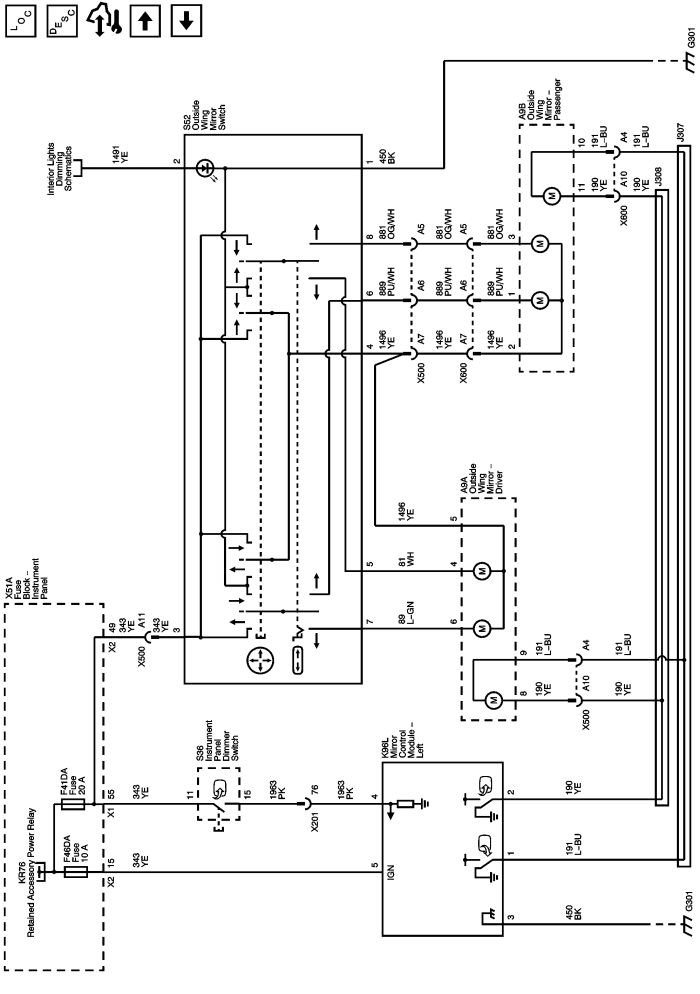 LOC
DESC
G301
Interior Lights
Dimming
Schematics
1491
YE
2
S52
Outside
Wing
Mirror
Switch
1
450
BK
A9B
Outside
Wing
Mirror –
Passenger
10
191
L–BU
A4
191
L–BU
J307
11
190
YE
A10
190
YE
J308
X600
M
8
881
OG/WH
A5
881
OG/WH
A5
881
OG/WH
3
M
6
889
PU/WH
A6
889
PU/WH
A6
889
PU/WH
1
M
4
1496
YE
A7
1496
YE
A7
1496
YE
2
X500
X600
A9A
Outside
Wing
Mirror –
Driver
1496
YE
5
5
81
WH
4
M
7
89
L–GN
6
M
9
191
L–BU
A4
191
L–BU
M
8
190
YE
A10
190
YE
X500
X51A
Fuse
Block –
Instrument
Panel
49
X2
343
YE
A11
X500
343
YE
3
KR76
Retained Accessory Power Relay
F41DA
Fuse
20 A
55
X1
343
YE
F46DA
Fuse
10 A
15
X2
343
YE
S36
Instrument
Panel
Dimmer
Switch
11
15
1963
PK
76
X201
1963
PK
4
K96L
Mirror
Control
Module –
Left
5
IGN
2
190
YE
1
191
L–BU
3
450
BK
G301